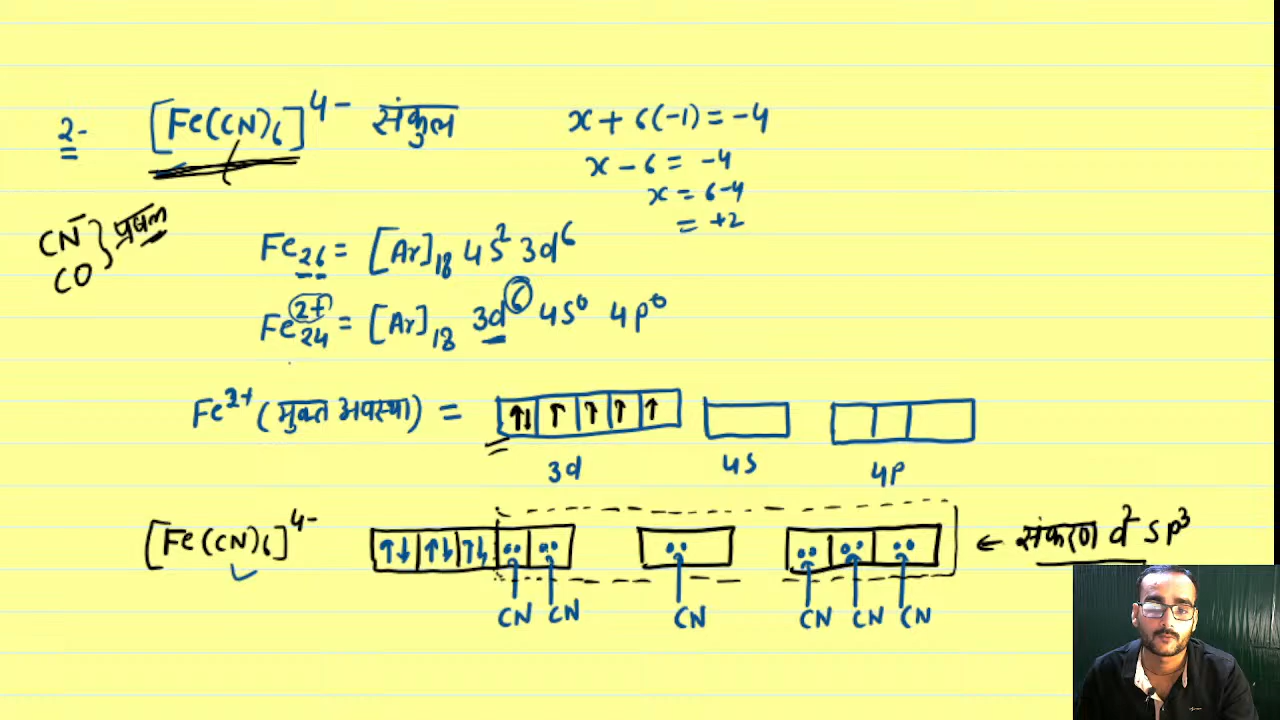 2- [Fe(CN)6]4- संकुल
x + 6(-1) = -4
x - 6 = -4
x = 6-4
= +2
CN-
CO } प्रबल
Fe26 = [Ar]18 4s2 3d6
Fe2+24 = [Ar]18 3d6 4s0 4p0
Fe2+ (मुक्त अवस्था) =
3d 4s 4p
[Fe(CN)6]4- ← संकरण d2sp3
CN CN CN CN CN CN